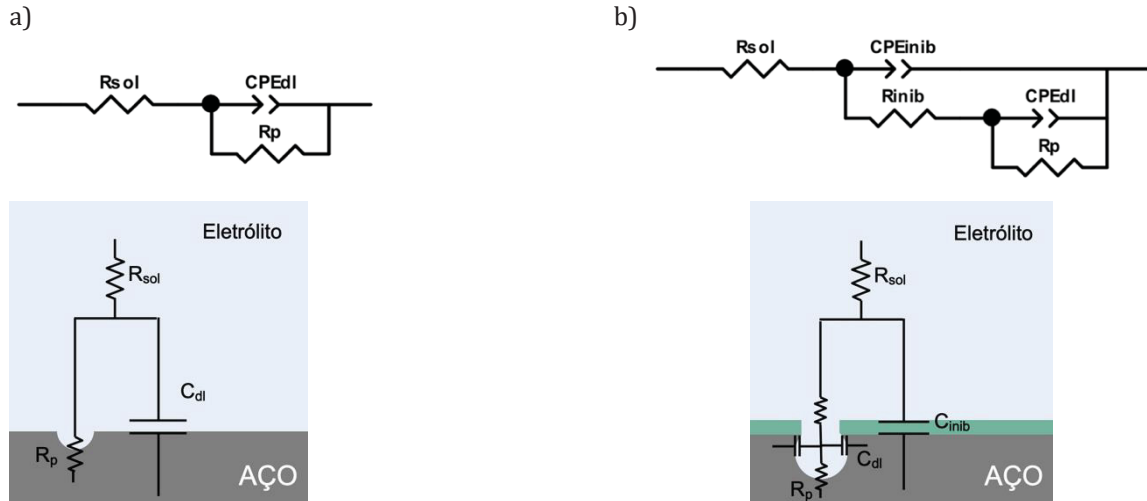 a)
b)
Rsol
CPEdl
Rp
Rsol
CPEinib
Rinib
CPEdl
Rp
Eletrólito
Rsol
Cdl
Rp
AÇO
Eletrólito
Rsol
Cinib
Cdl
Rp
AÇO